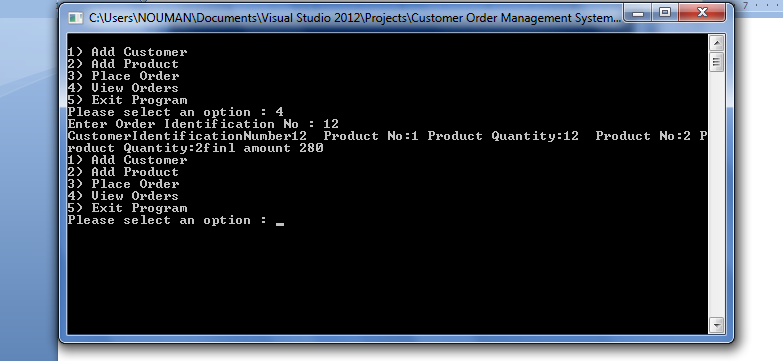 C:\Users\NOUMAN\Documents\Visual Studio 2012\Projects\Customer Order Management System...
7
1) Add Customer
2) Add Product
3) Place Order
4) View Orders
5) Exit Program
Please select an option : 4
Enter Order Identification No : 12
CustomerIdentificationNumber12  Product No:1 Product Quantity:12  Product No:2 P
roduct Quantity:2finl amount 280
1) Add Customer
2) Add Product
3) Place Order
4) View Orders
5) Exit Program
Please select an option : _